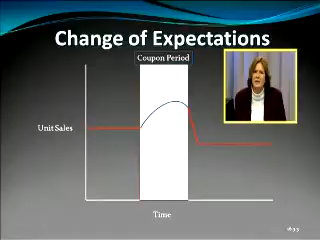 Change of Expectations
Coupon Period
Unit Sales
Time